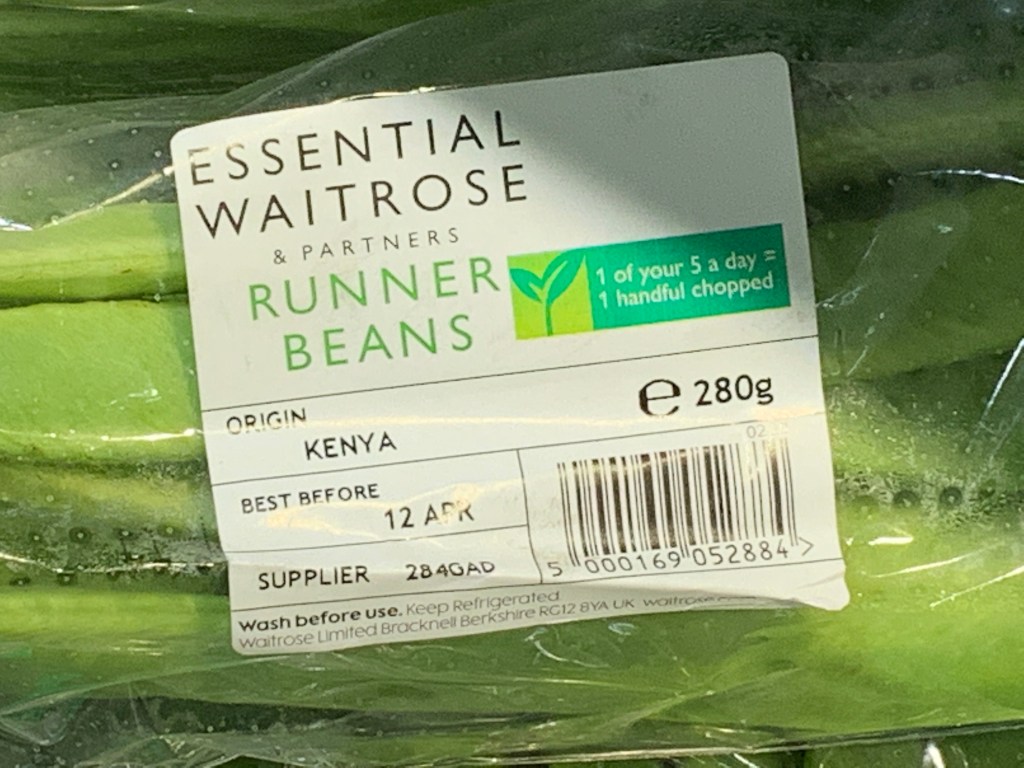 ESSENTIAL
WAITROSE
& PARTNERS
RUNNER
BEANS
1 of your 5 a day =
1 handful chopped
ORIGIN
KENYA
e 280g
BEST BEFORE
12 APR
SUPPLIER 284GAD
5 000169 052884 >
Wash before use. Keep Refrigerated
Waitrose Limited Bracknell Berkshire RG12 8YA UK